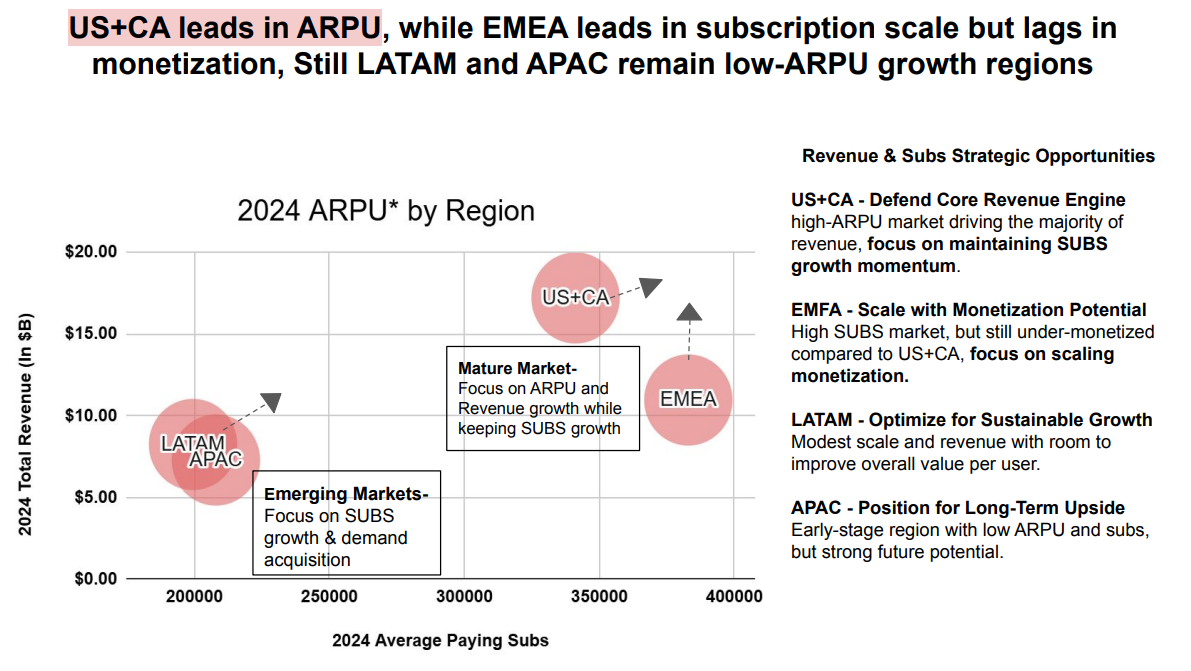 US+CA leads in ARPU, while EMEA leads in subscription scale but lags in
monetization, Still LATAM and APAC remain low-ARPU growth regions
2024 ARPU* by Region
2024 Total Revenue (In $B)
$20.00
$15.00
$10.00
$5.00
$0.00
US+CA
EMEA
LATAM
APAC
Mature Market-
Focus on ARPU and
Revenue growth while
keeping SUBS growth
Emerging Markets-
Focus on SUBS
growth & demand
acquisition
200000
250000
300000
350000
400000
2024 Average Paying Subs
Revenue & Subs Strategic Opportunities
US+CA - Defend Core Revenue Engine
high-ARPU market driving the majority of
revenue, focus on maintaining SUBS
growth momentum.
EMFA - Scale with Monetization Potential
High SUBS market, but still under-monetized
compared to US+CA, focus on scaling
monetization.
LATAM - Optimize for Sustainable Growth
Modest scale and revenue with room to
improve overall value per user.
APAC - Position for Long-Term Upside
Early-stage region with low ARPU and subs,
but strong future potential.